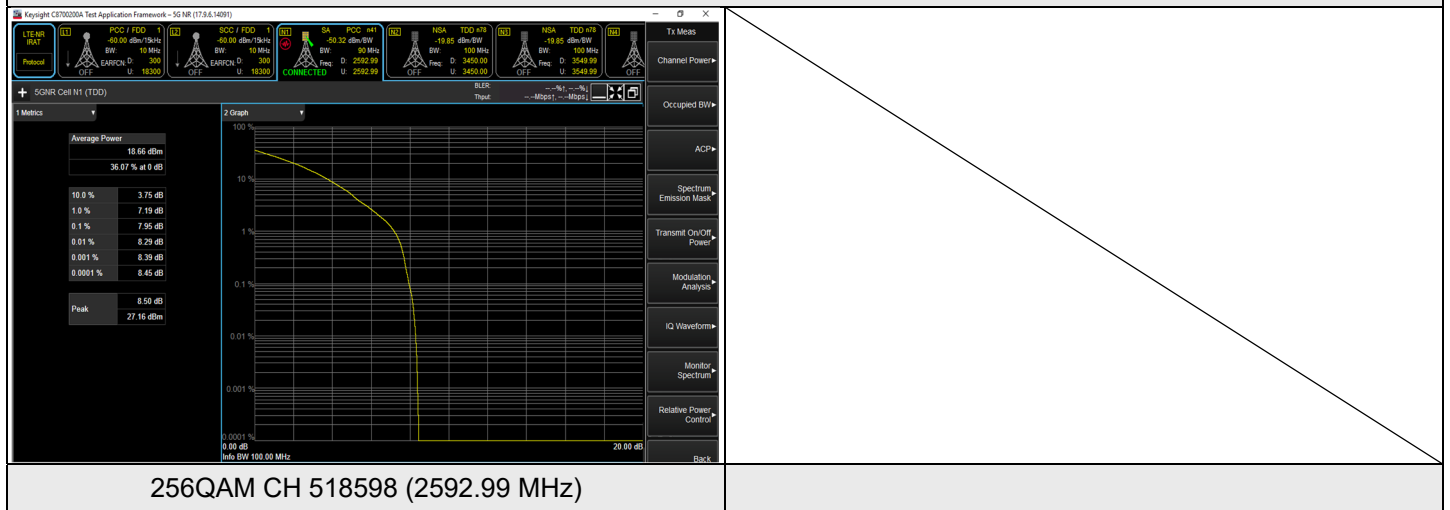 Keysight C8700200A Test Application Framework – 5G NR (17.9.6.14091)
LTE-NR IRAT
Protocol
L1 PCC / FDD 1
-60.00 dBm/15kHz
BW: 10 MHz
EARFCN: D: 300
U: 18300
OFF
L2 SCC / FDD 1
-60.00 dBm/15kHz
BW: 10 MHz
EARFCN: D: 300
U: 18300
OFF
N1 SA PCC n41
-50.32 dBm/BW
BW: 90 MHz
Freq: D: 2592.99
CONNECTED U: 2592.99
N2 NSA TDD n78
-19.85 dBm/BW
BW: 100 MHz
Freq: D: 3450.00
U: 3450.00
OFF
N3 NSA TDD n78
-19.85 dBm/BW
BW: 100 MHz
Freq: D: 3549.99
U: 3549.99
OFF
N4
OFF
5GNR Cell N1 (TDD)
BLER: --.--%↑, --.--%↓
Thput: --.--Mbps↑, --.--Mbps↓
1 Metrics
Average Power
18.66 dBm
36.07 % at 0 dB
10.0 % 3.75 dB
1.0 % 7.19 dB
0.1 % 7.95 dB
0.01 % 8.29 dB
0.001 % 8.39 dB
0.0001 % 8.45 dB
Peak 8.50 dB
27.16 dBm
2 Graph
100 %
10 %
1 %
0.1 %
0.01 %
0.001 %
0.0001 %
0.00 dB 20.00 dB
Info BW 100.00 MHz
Tx Meas
Channel Power
Occupied BW
ACP
Spectrum Emission Mask
Transmit On/Off Power
Modulation Analysis
IQ Waveform
Monitor Spectrum
Relative Power Control
Back
256QAM CH 518598 (2592.99 MHz)